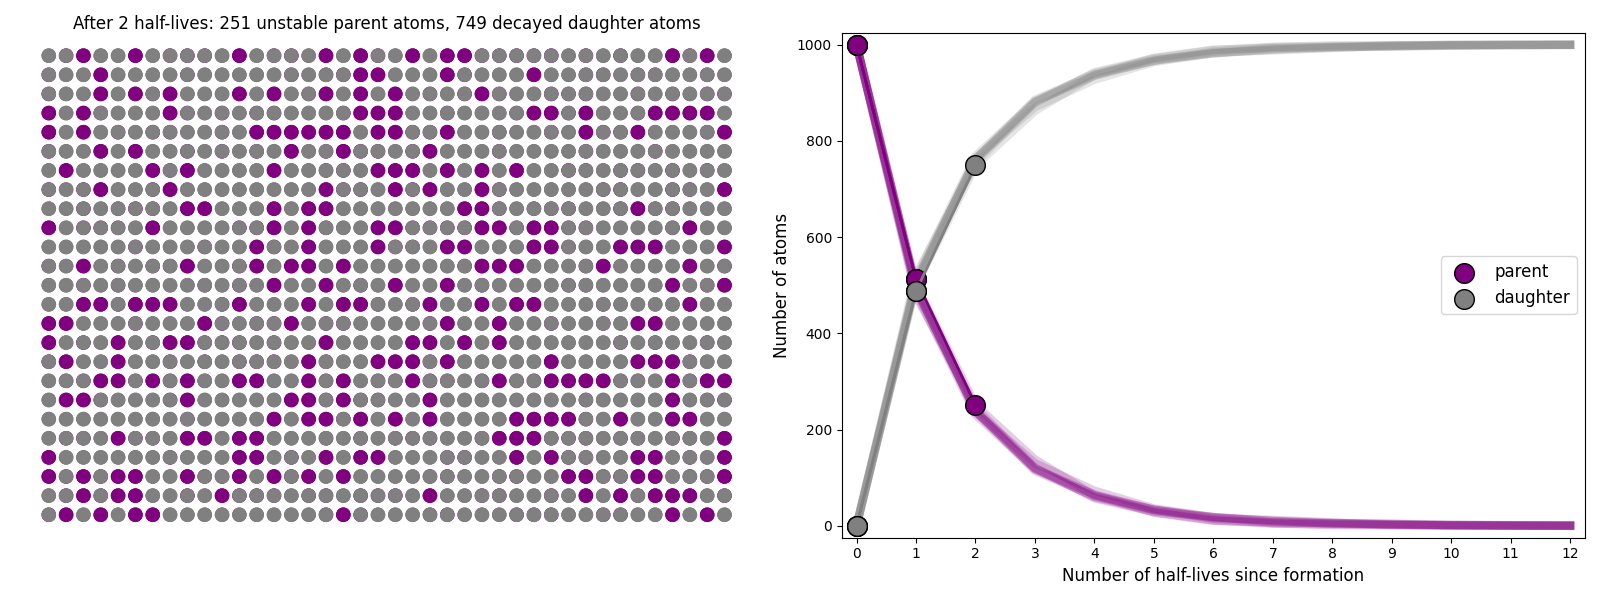 After 2 half-lives: 251 unstable parent atoms, 749 decayed daughter atoms
1000
800
600
400
200
0
Number of atoms
parent
daughter
0 1 2 3 4 5 6 7 8 9 10 11 12
Number of half-lives since formation